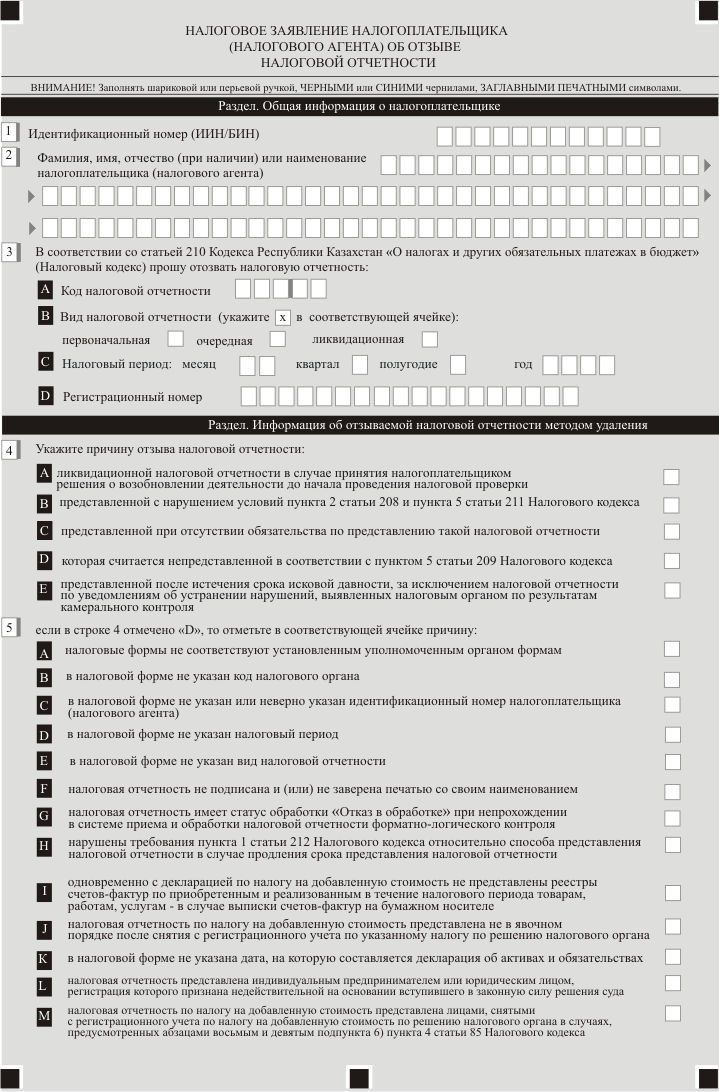 НАЛОГОВОЕ ЗАЯВЛЕНИЕ НАЛОГОПЛАТЕЛЬЩИКА
(НАЛОГОВОГО АГЕНТА) ОБ ОТЗЫВЕ
НАЛОГОВОЙ ОТЧЕТНОСТИ
ВНИМАНИЕ! Заполнять шариковой или перьевой ручкой, ЧЕРНЫМИ или СИНИМИ чернилами, ЗАГЛАВНЫМИ ПЕЧАТНЫМИ символами.
Раздел. Общая информация о налогоплательщике
1 Идентификационный номер (ИИН/БИН)
2 Фамилия, имя, отчество (при наличии) или наименование
налогоплательщика (налогового агента)
3 В соответствии со статьей 210 Кодекса Республики Казахстан «О налогах и других обязательных платежах в бюджет»
(Налоговый кодекс) прошу отозвать налоговую отчетность:
A Код налоговой отчетности
B Вид налоговой отчетности (укажите x в соответствующей ячейке):
первоначальная очередная ликвидационная
C Налоговый период: месяц квартал полугодие год
D Регистрационный номер
Раздел. Информация об отзываемой налоговой отчетности методом удаления
4 Укажите причину отзыва налоговой отчетности:
A ликвидационной налоговой отчетности в случае принятия налогоплательщиком
решения о возобновлении деятельности до начала проведения налоговой проверки
B представленной с нарушением условий пункта 2 статьи 208 и пункта 5 статьи 211 Налогового кодекса
C представленной при отсутствии обязательства по представлению такой налоговой отчетности
D которая считается непредставленной в соответствии с пунктом 5 статьи 209 Налогового кодекса
E представленной после истечения срока исковой давности, за исключением налоговой отчетности
по уведомлениям об устранении нарушений, выявленных налоговым органом по результатам
камерального контроля
5 если в строке 4 отмечено «D», то отметьте в соответствующей ячейке причину:
A налоговые формы не соответствуют установленным уполномоченным органом формам
B в налоговой форме не указан код налогового органа
C в налоговой форме не указан или неверно указан идентификационный номер налогоплательщика
(налогового агента)
D в налоговой форме не указан налоговый период
E в налоговой форме не указан вид налоговой отчетности
F налоговая отчетность не подписана и (или) не заверена печатью со своим наименованием
G налоговая отчетность имеет статус обработки «Отказ в обработке» при непрохождении
в системе приема и обработки налоговой отчетности форматно-логического контроля
H нарушены требования пункта 1 статьи 212 Налогового кодекса относительно способа представления
налоговой отчетности в случае продления срока представления налоговой отчетности
I одновременно с декларацией по налогу на добавленную стоимость не представлены реестры
счетов-фактур по приобретенным и реализованным в течение налогового периода товарам,
работам, услугам - в случае выписки счетов-фактур на бумажном носителе
J налоговая отчетность по налогу на добавленную стоимость представлена не в явочном
порядке после снятия с регистрационного учета по указанному налогу по решению налогового органа
K в налоговой форме не указана дата, на которую составляется декларация об активах и обязательствах
L налоговая отчетность представлена индивидуальным предпринимателем или юридическим лицом,
регистрация которого признана недействительной на основании вступившего в законную силу решения суда
M налоговая отчетность по налогу на добавленную стоимость представлена лицами, снятыми
с регистрационного учета по налогу на добавленную стоимость по решению налогового органа в случаях,
предусмотренных абзацами восьмым и девятым подпункта 6) пункта 4 статьи 85 Налогового кодекса